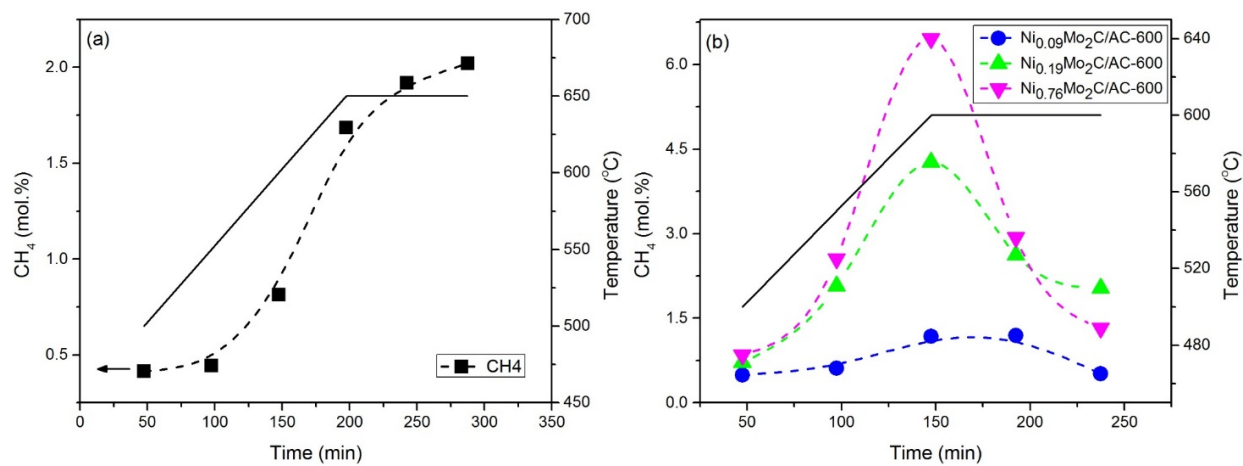 (a)
CH4 (mol.%)
2.0
1.5
1.0
0.5
700
650
600
550
500
450
Temperature (°C)
CH4
0 50 100 150 200 250 300 350
Time (min)
(b)
CH4 (mol.%)
6.0
4.5
3.0
1.5
0.0
Ni0.09Mo2C/AC-600
Ni0.19Mo2C/AC-600
Ni0.76Mo2C/AC-600
640
600
560
520
480
Temperature (°C)
50 100 150 200 250
Time (min)